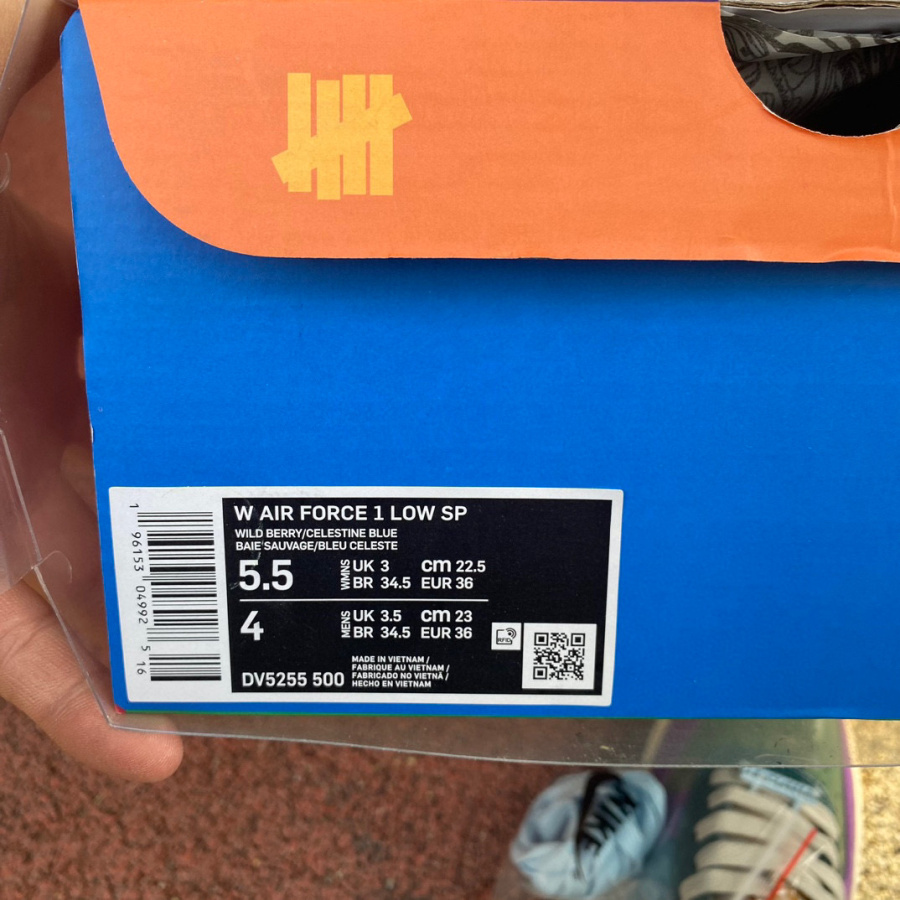 W AIR FORCE 1 LOW SP
WILD BERRY/CELESTINE BLUE
BAIE SAUVAGE/BLEU CELESTE
5.5 WMNS UK 3 cm 22.5
BR 34.5 EUR 36
4 MENS UK 3.5 cm 23
BR 34.5 EUR 36
RFID
DV5255 500
MADE IN VIETNAM /
FABRIQUE AU VIETNAM /
FABRICADO NO VIETNÃ /
HECHO EN VIETNAM
1 96153 04992 5 16
NIKE